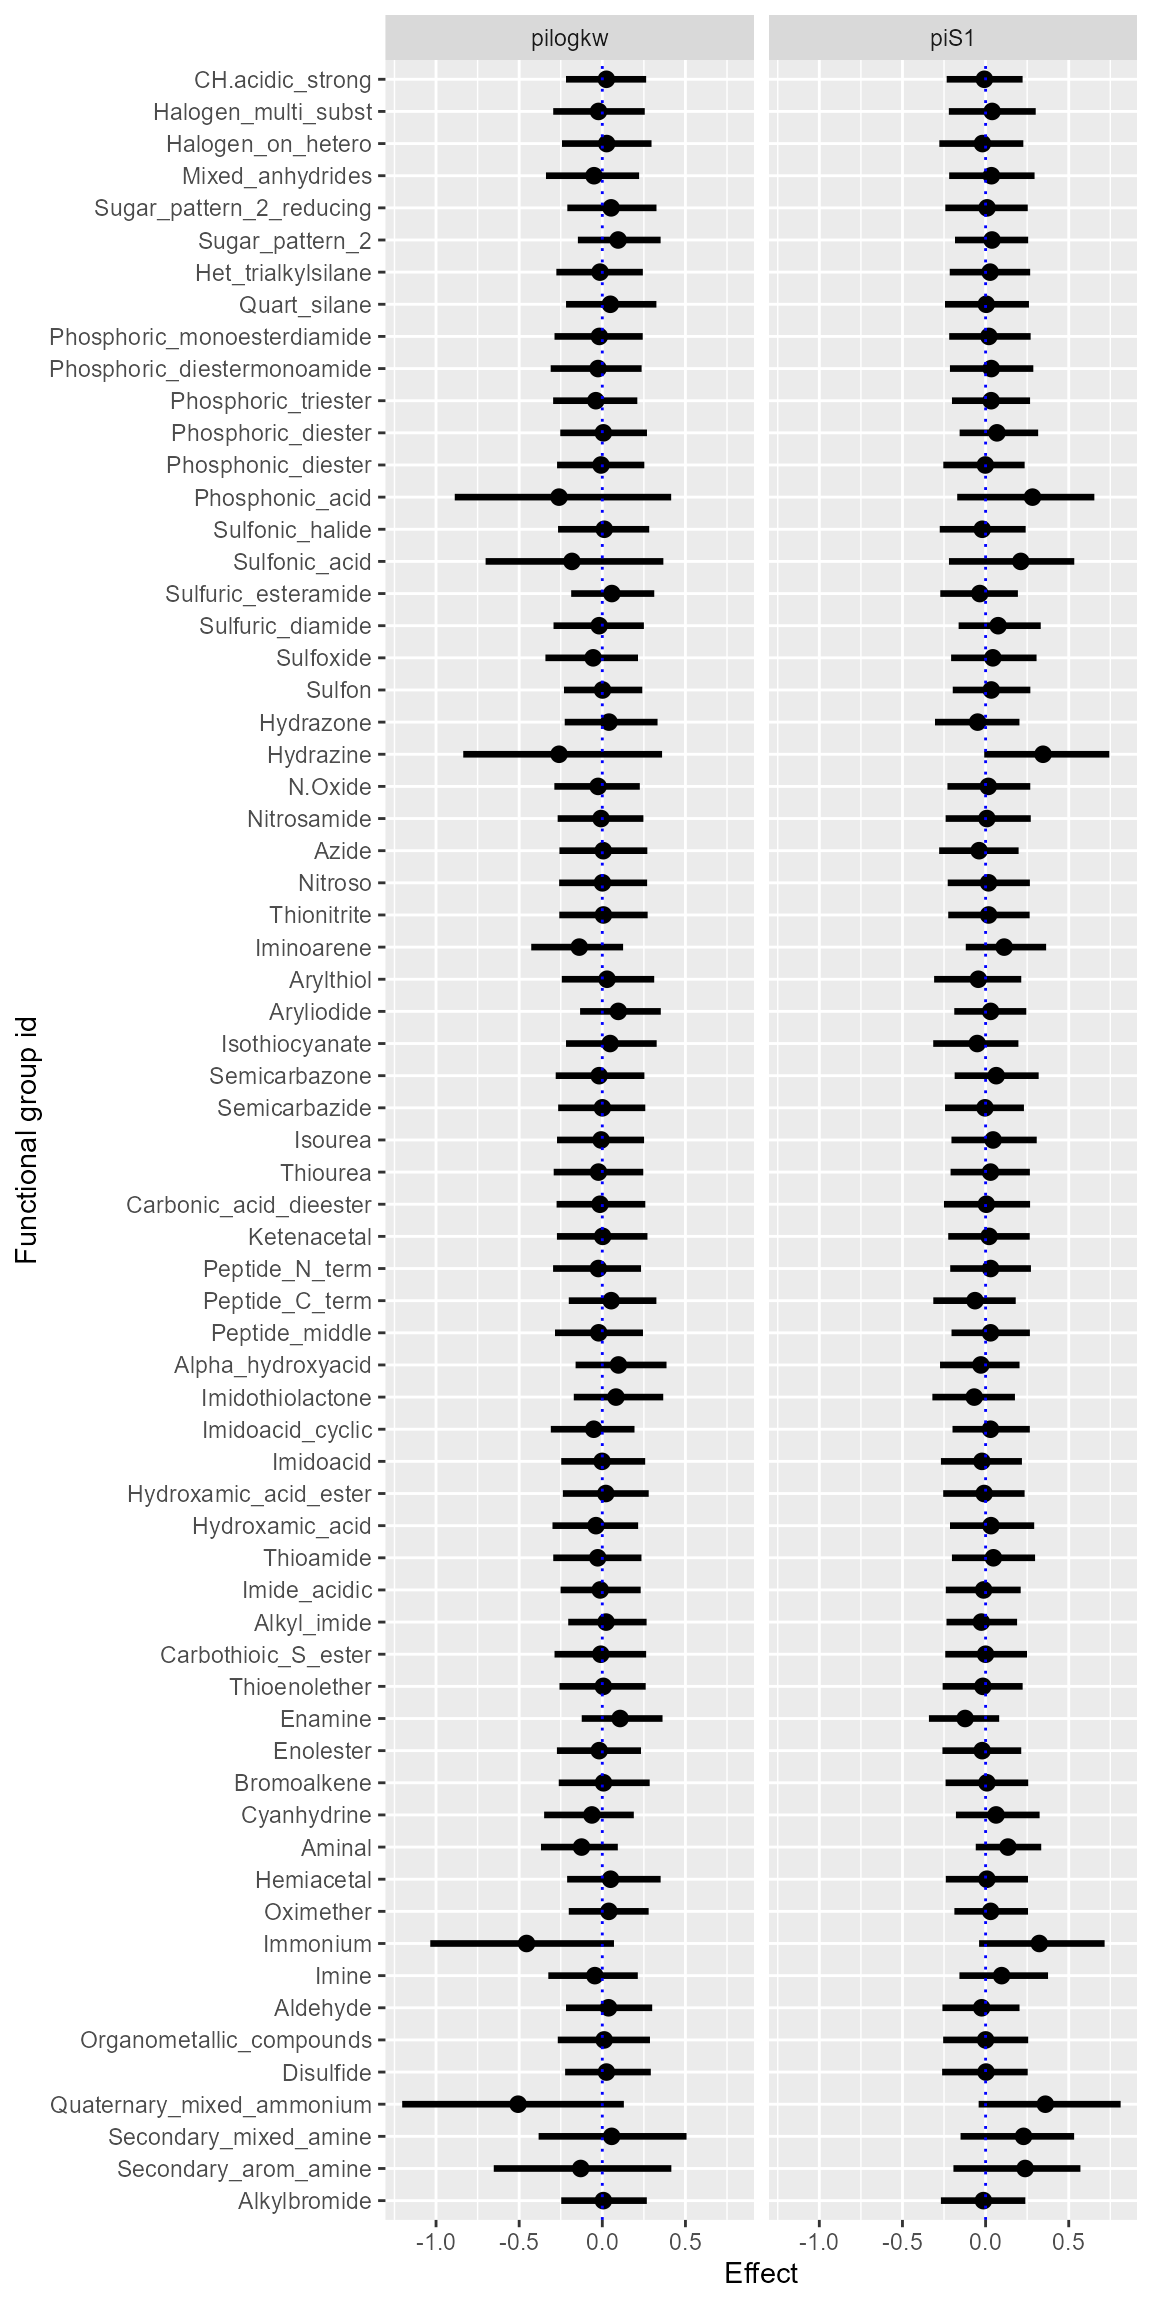 pilogkw
piS1
CH.acidic_strong
Halogen_multi_subst
Halogen_on_hetero
Mixed_anhydrides
Sugar_pattern_2_reducing
Sugar_pattern_2
Het_trialkylsilane
Quart_silane
Phosphoric_monoesterdiamide
Phosphoric_diestermonoamide
Phosphoric_triester
Phosphoric_diester
Phosphonic_diester
Phosphonic_acid
Sulfonic_halide
Sulfonic_acid
Sulfuric_esteramide
Sulfuric_diamide
Sulfoxide
Sulfon
Hydrazone
Hydrazine
N.Oxide
Nitrosamide
Azide
Nitroso
Thionitrite
Iminoarene
Arylthiol
Aryliodide
Isothiocyanate
Semicarbazone
Semicarbazide
Isourea
Thiourea
Carbonic_acid_dieester
Ketenacetal
Peptide_N_term
Peptide_C_term
Peptide_middle
Alpha_hydroxyacid
Imidothiolactone
Imidoacid_cyclic
Imidoacid
Hydroxamic_acid_ester
Hydroxamic_acid
Thioamide
Imide_acidic
Alkyl_imide
Carbothioic_S_ester
Thioenolether
Enamine
Enolester
Bromoalkene
Cyanhydrine
Aminal
Hemiacetal
Oximether
Immonium
Imine
Aldehyde
Organometallic_compounds
Disulfide
Quaternary_mixed_ammonium
Secondary_mixed_amine
Secondary_arom_amine
Alkylbromide
Functional group id
-1.0 -0.5 0.0 0.5
-1.0 -0.5 0.0 0.5
Effect